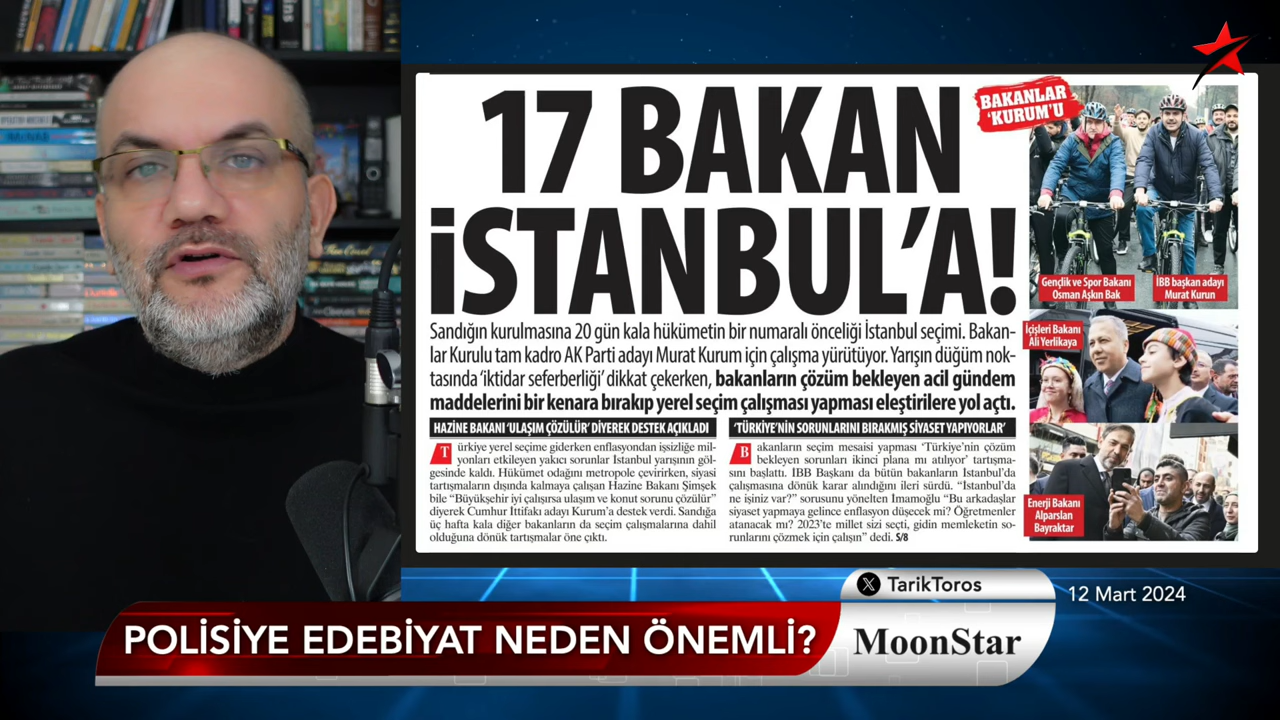 17 BAKAN
İSTANBUL'A!
BAKANLAR
'KURUM'U
Gençlik ve Spor Bakanı
Osman Aşkın Bak
İBB başkan adayı
Murat Kurun
İçişleri Bakanı
Ali Yerlikaya
Enerji Bakanı
Alparslan
Bayraktar
Sandığın kurulmasına 20 gün kala hükümetin bir numaralı önceliği İstanbul seçimi. Bakan-
lar Kurulu tam kadro AK Parti adayı Murat Kurum için çalışma yürütüyor. Yarışın düğüm nok-
tasında 'iktidar seferberliği' dikkat çekerken, bakanların çözüm bekleyen acil gündem
maddelerini bir kenara bırakıp yerel seçim çalışması yapması eleştirilere yol açtı.
HAZİNE BAKANI 'ULAŞIM ÇÖZÜLÜR' DİYEREK DESTEK AÇIKLADI
Türkiye yerel seçime giderken enflasyondan işsizliğe mil-
yonları etkileyen yakıcı sorunlar İstanbul yarışının göl-
gesinde kaldı. Hükümet odağını metropole çevirirken, siyasi
tartışmaların dışında kalmaya çalışan Hazine Bakanı Şimşek
bile “Büyükşehir iyi çalışırsa ulaşım ve konut sorunu çözülür”
diyerek Cumhur İttifakı adayı Kurum'a destek verdi. Sandığa
üç hafta kala diğer bakanların da seçim çalışmalarına dahil
olduğuna dönük tartışmalar öne çıktı.
'TÜRKİYE'NİN SORUNLARINI BIRAKMIŞ SİYASET YAPIYORLAR'
Bakanların seçim mesaisi yapması 'Türkiye'nin çözüm
bekleyen sorunları ikinci plana mı atılıyor' tartışma-
sını başlattı. İBB Başkanı da bütün bakanların İstanbul'da
çalışmasına dönük karar alındığını ileri sürdü. “İstanbul'da
ne işiniz var?” sorusunu yönelten İmamoğlu “Bu arkadaşlar
siyaset yapmaya gelince enflasyon düşecek mi? Öğretmenler
atanacak mı? 2023'te millet sizi seçti, gidin memleketin so-
runlarını çözmek için çalışın” dedi. S/8
TarikToros
12 Mart 2024
POLİSİYE EDEBİYAT NEDEN ÖNEMLİ?
MoonStar